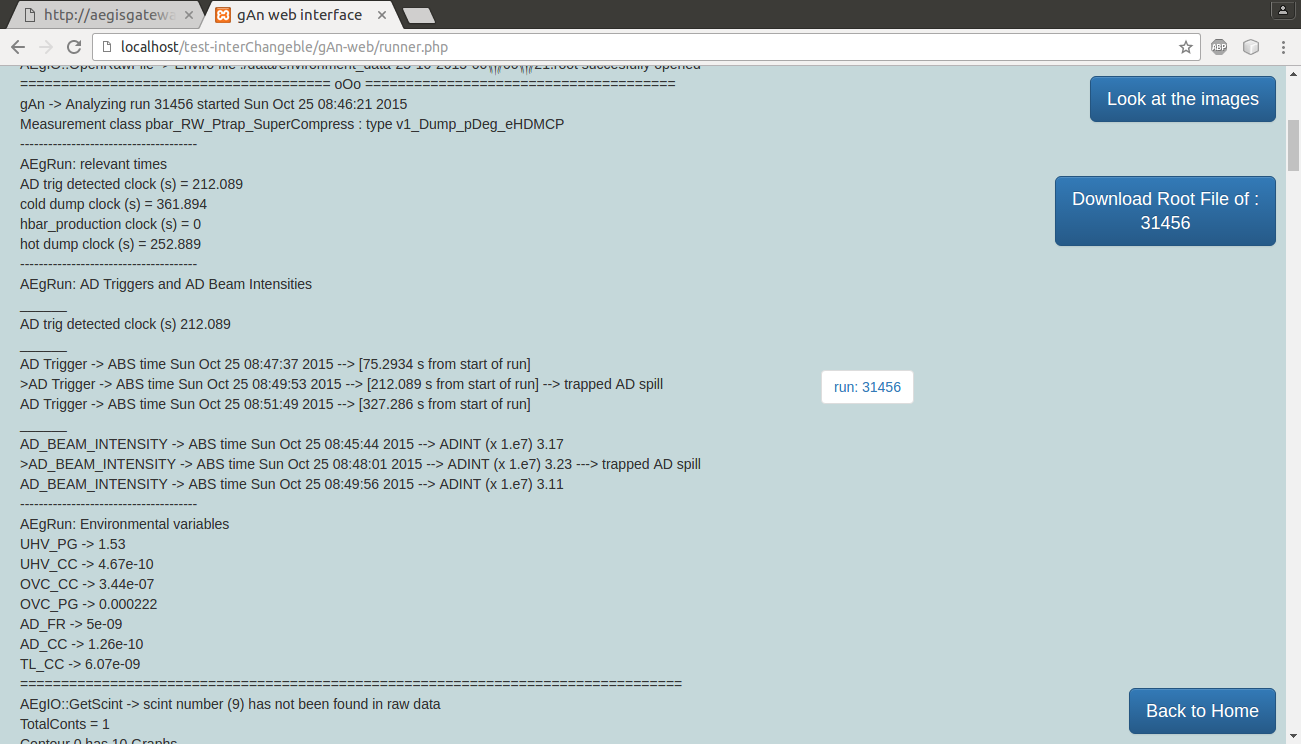 http://aegisgatewa
gAn web interface
localhost/test-interChangeble/gAn-web/runner.php
ABP
===================================== oOo =====================================
gAn -> Analyzing run 31456 started Sun Oct 25 08:46:21 2015
Measurement class pbar_RW_Ptrap_SuperCompress : type v1_Dump_pDeg_eHDMCP
--------------------------------------
AEgRun: relevant times
AD trig detected clock (s) = 212.089
cold dump clock (s) = 361.894
hbar_production clock (s) = 0
hot dump clock (s) = 252.889
--------------------------------------
AEgRun: AD Triggers and AD Beam Intensities
______
AD trig detected clock (s) 212.089
______
AD Trigger -> ABS time Sun Oct 25 08:47:37 2015 --> [75.2934 s from start of run]
>AD Trigger -> ABS time Sun Oct 25 08:49:53 2015 --> [212.089 s from start of run] --> trapped AD spill
AD Trigger -> ABS time Sun Oct 25 08:51:49 2015 --> [327.286 s from start of run]
______
AD_BEAM_INTENSITY -> ABS time Sun Oct 25 08:45:44 2015 --> ADINT (x 1.e7) 3.17
>AD_BEAM_INTENSITY -> ABS time Sun Oct 25 08:48:01 2015 --> ADINT (x 1.e7) 3.23 ---> trapped AD spill
AD_BEAM_INTENSITY -> ABS time Sun Oct 25 08:49:56 2015 --> ADINT (x 1.e7) 3.11
--------------------------------------
AEgRun: Environmental variables
UHV_PG -> 1.53
UHV_CC -> 4.67e-10
OVC_CC -> 3.44e-07
OVC_PG -> 0.000222
AD_FR -> 5e-09
AD_CC -> 1.26e-10
TL_CC -> 6.07e-09
================================================================================
AEgIO::GetScint -> scint number (9) has not been found in raw data
TotalConts = 1
Contour 0 has 10 Graphs
Look at the images
Download Root File of :
31456
run: 31456
Back to Home